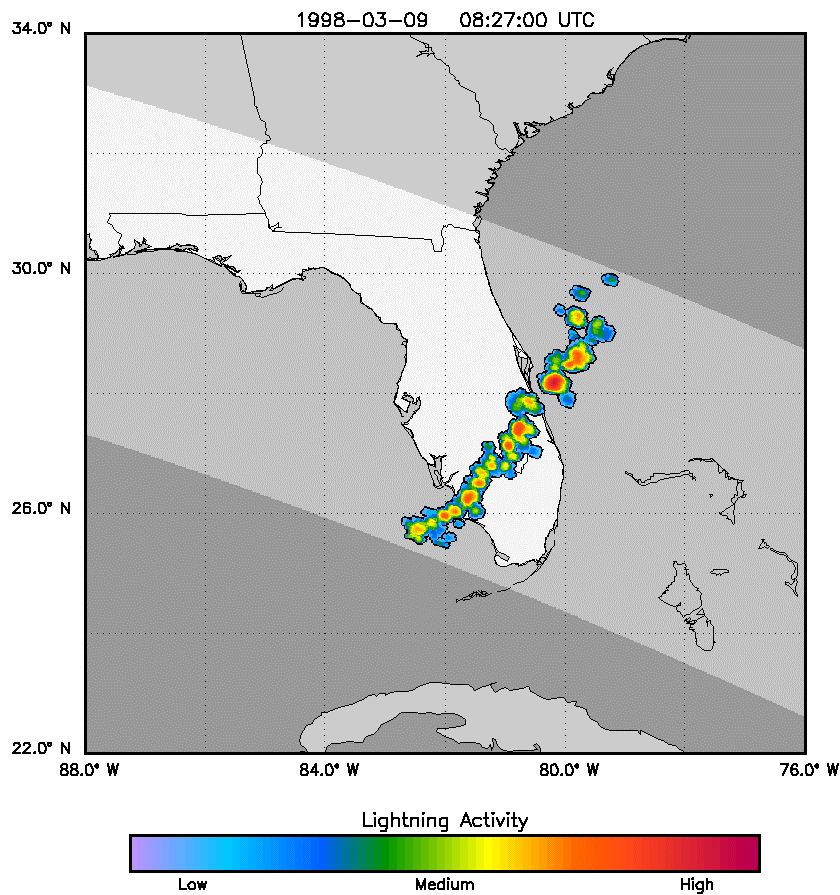 1998-03-09 08:27:00 UTC
34.0° N
30.0° N
26.0° N
22.0° N
88.0° W 84.0° W 80.0° W 76.0° W
Lightning Activity
Low Medium High